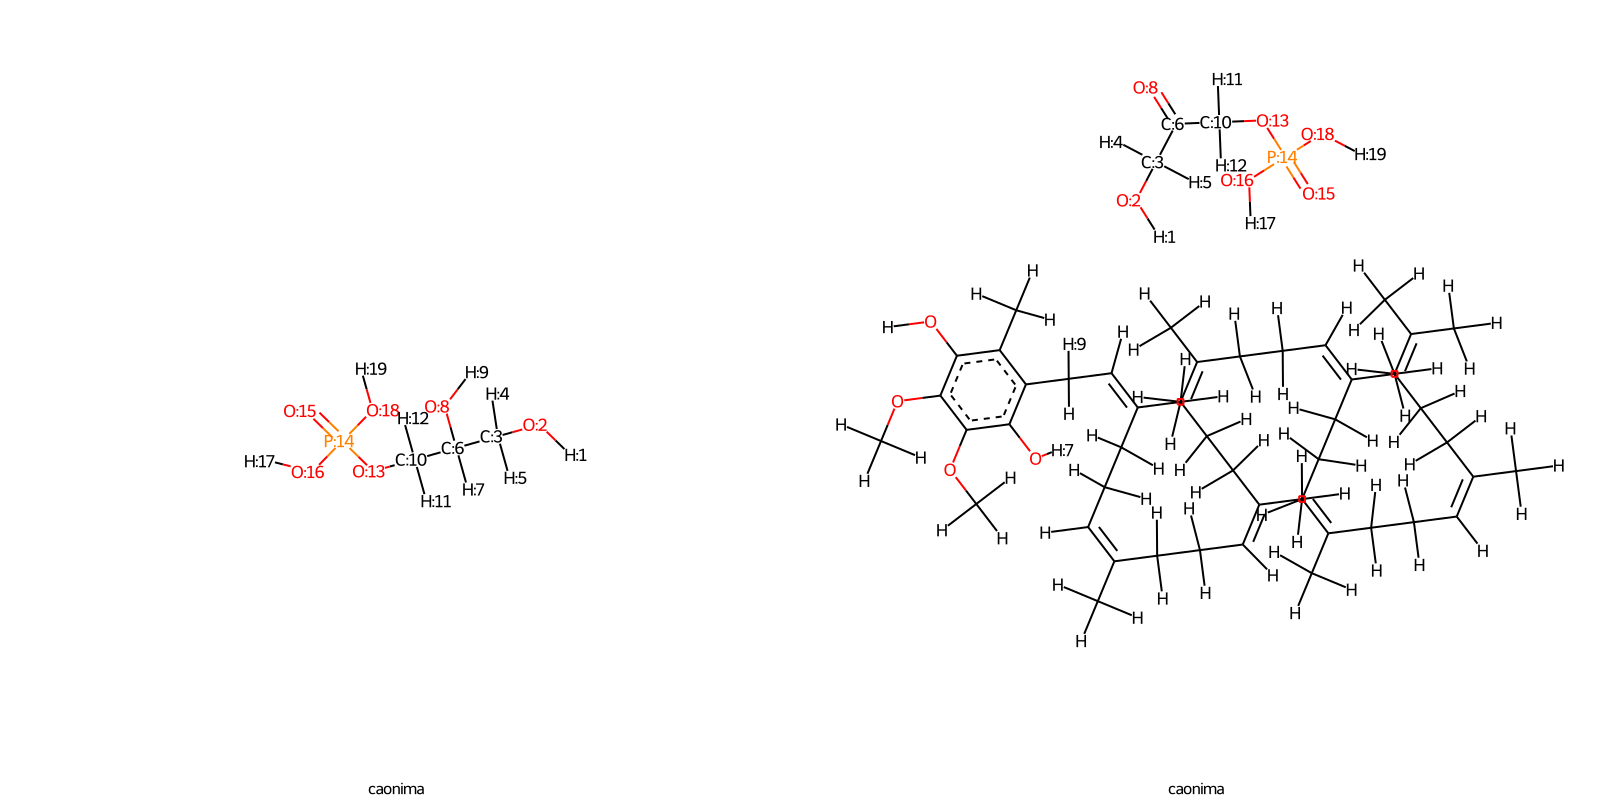 H:19
H:9
H:4
O:15
O:18
O:8
H:12
O:2
P:14
C:3
C:6
H:1
H:17
O:16
O:13
C:10
H:5
H:7
H:11
caonima
H:11
O:8
C:6
C:10
O:13
O:18
H:4
C:3
P:14
H:19
H:12
H:5
O:16
O:15
O:2
H:17
H:1
H H H
H H H H H
H O H H H H H
H:9 H H H H
H H H H H
O H H H H H
H H H H H
H O H:7 H H H H H
H O H H H H H
H H H H H H
H H H H H
H H H H H
H H H H H
H H H H
H H H
H
caonima